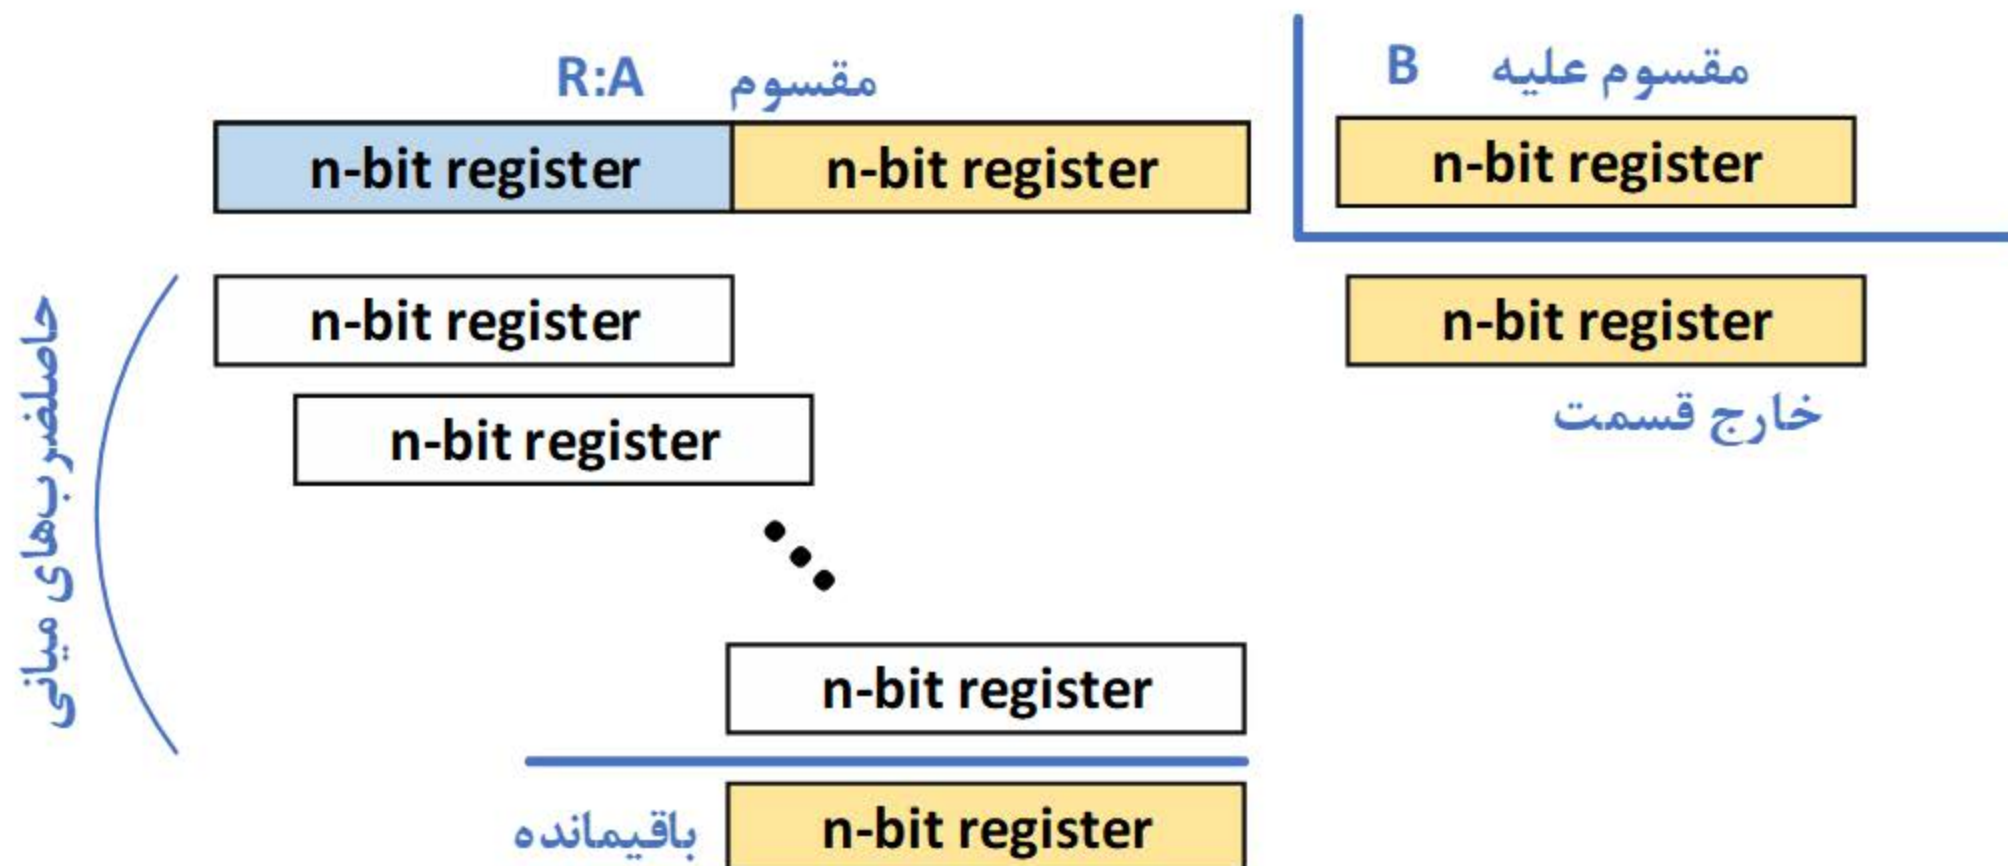 مقسوم R:A
مقسوم علیه B
n-bit register n-bit register
n-bit register
n-bit register
n-bit register
خارج قسمت
n-bit register
n-bit register
حاصلضرب‌های میانی
باقیمانده n-bit register